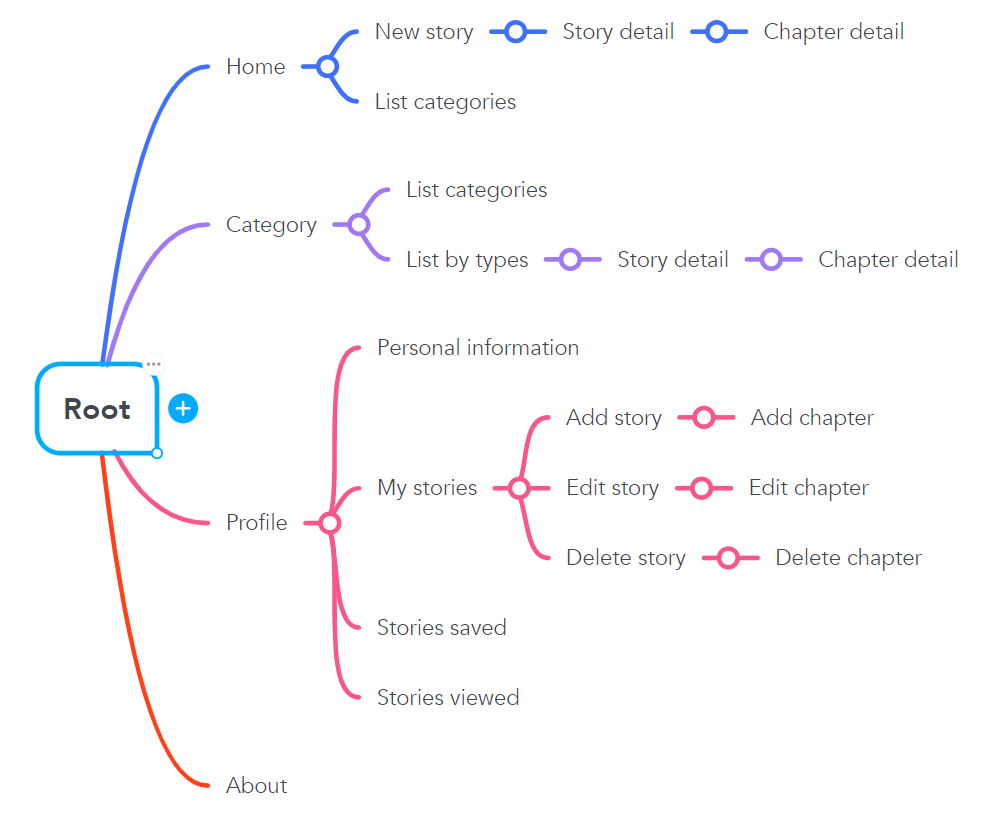 New story
Story detail
Chapter detail
Home
List categories
List categories
Category
List by types
Story detail
Chapter detail
Personal information
Root
Add story
Add chapter
My stories
Edit story
Edit chapter
Profile
Delete story
Delete chapter
Stories saved
Stories viewed
About